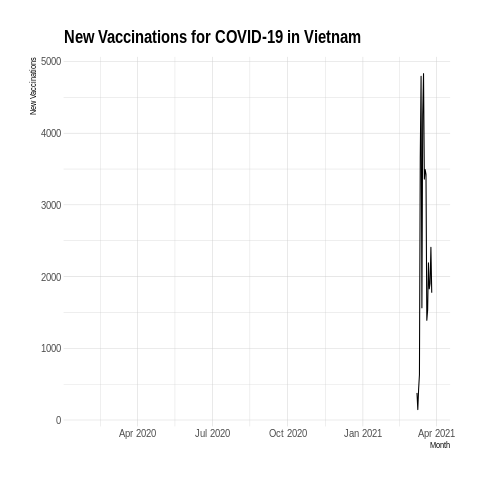 New Vaccinations for COVID-19 in Vietnam
New Vaccinations
5000
4000
3000
2000
1000
0
Apr 2020 Jul 2020 Oct 2020 Jan 2021 Apr 2021
Month